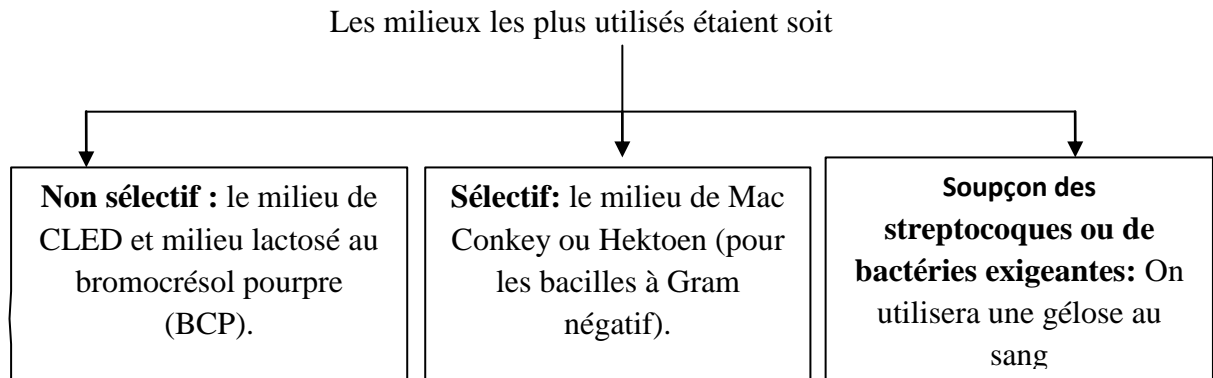 Les milieux les plus utilisés étaient soit
Non sélectif : le milieu de
CLED et milieu lactosé au
bromocrésol pourpre
(BCP).
Sélectif: le milieu de Mac
Conkey ou Hektoen (pour
les bacilles à Gram
négatif).
Soupçon des
streptocoques ou de
bactéries exigeantes: On
utilisera une gélose au
sang